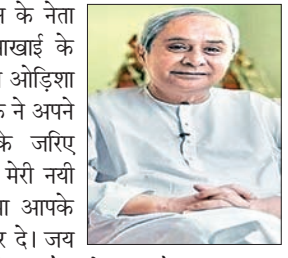 न के नेता
ाखाई के
ओड़िशा
ने अपने
के जरिए
मेरी नयी
ा आपके
र दे। जय